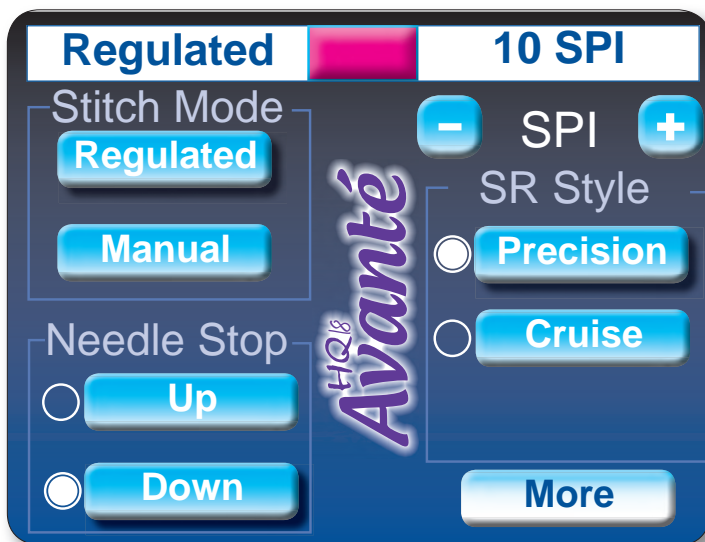 Regulated
10 SPI
Stitch Mode
Regulated
Manual
- SPI +
SR Style
Precision
Cruise
HQ18
Avanté
Needle Stop
Up
Down
More